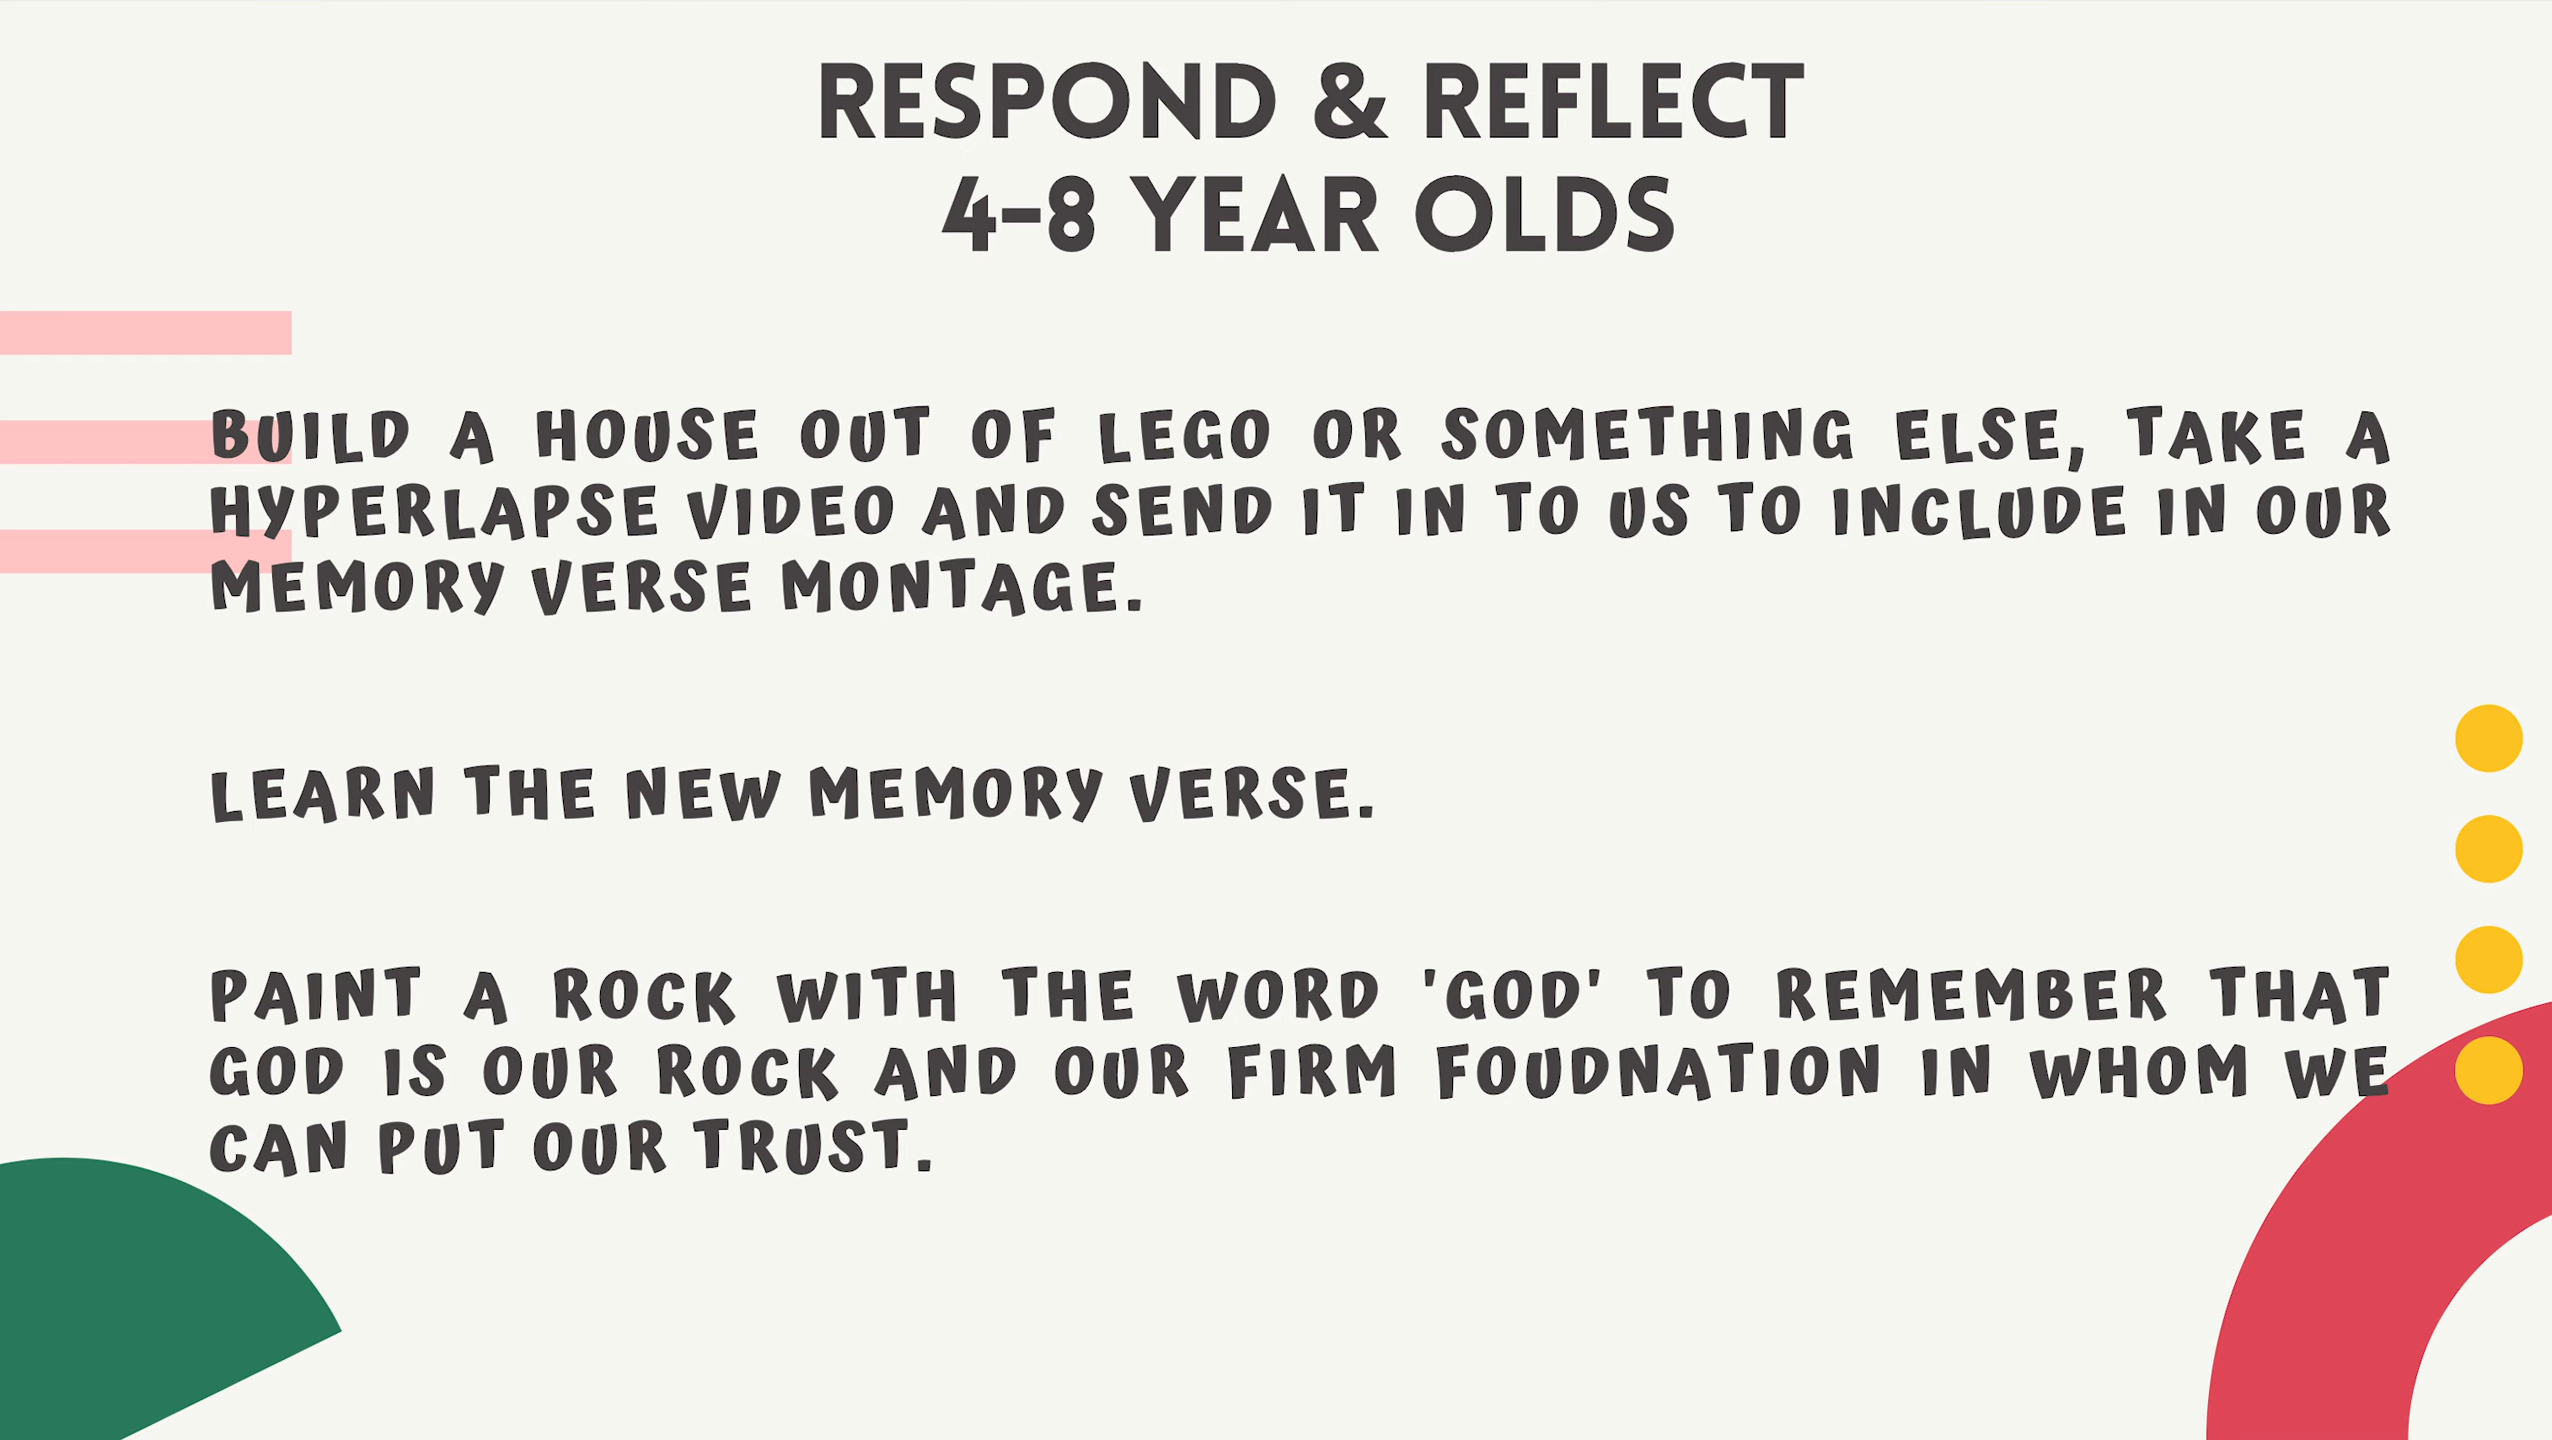 RESPOND & REFLECT
4-8 YEAR OLDS
BUILD A HOUSE OUT OF LEGO OR SOMETHING ELSE, TAKE A
HYPERLAPSE VIDEO AND SEND IT IN TO US TO INCLUDE IN OUR
MEMORY VERSE MONTAGE.
LEARN THE NEW MEMORY VERSE.
PAINT A ROCK WITH THE WORD 'GOD' TO REMEMBER THAT
GOD IS OUR ROCK AND OUR FIRM FOUDNATION IN WHOM WE
CAN PUT OUR TRUST.